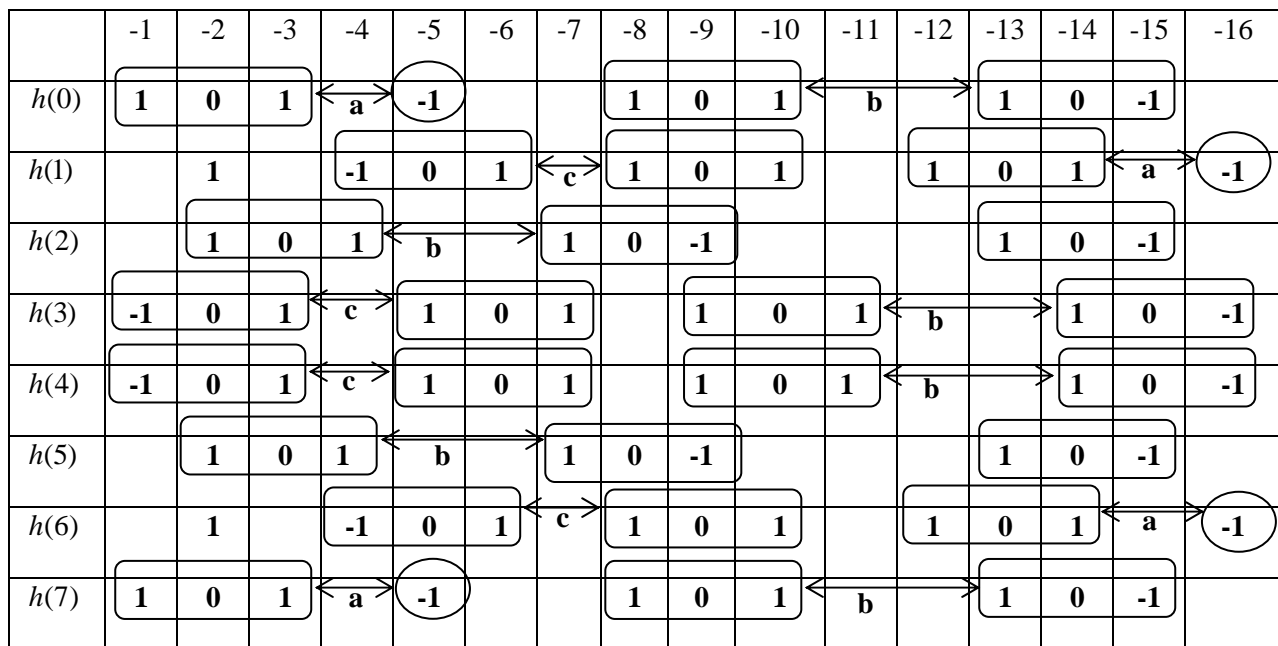 -1 -2 -3 -4 -5 -6 -7 -8 -9 -10 -11 -12 -13 -14 -15 -16
h(0) 1 0 1 a -1 1 0 1 b 1 0 -1
h(1) 1 -1 0 1 c 1 0 1 1 0 1 a -1
h(2) 1 0 1 b 1 0 -1 1 0 -1
h(3) -1 0 1 c 1 0 1 1 0 1 b 1 0 -1
h(4) -1 0 1 c 1 0 1 1 0 1 b 1 0 -1
h(5) 1 0 1 b 1 0 -1 1 0 -1
h(6) 1 -1 0 1 c 1 0 1 1 0 1 a -1
h(7) 1 0 1 a -1 1 0 1 b 1 0 -1